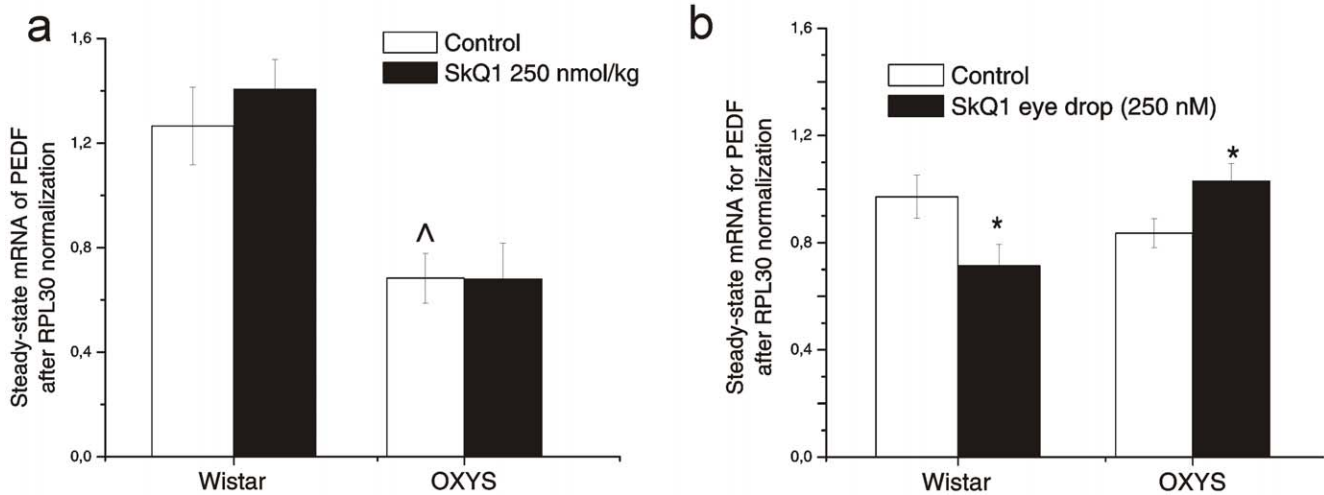 a
Steady-state mRNA of PEDF
after RPL30 normalization
1,6
1,2
0,8
0,4
0,0
Control
SkQ1 250 nmol/kg
^
Wistar
OXYS
b
Steady-state mRNA for PEDF
after RPL30 normalization
1,6
1,2
0,8
0,4
0,0
Control
SkQ1 eye drop (250 nM)
*
*
Wistar
OXYS